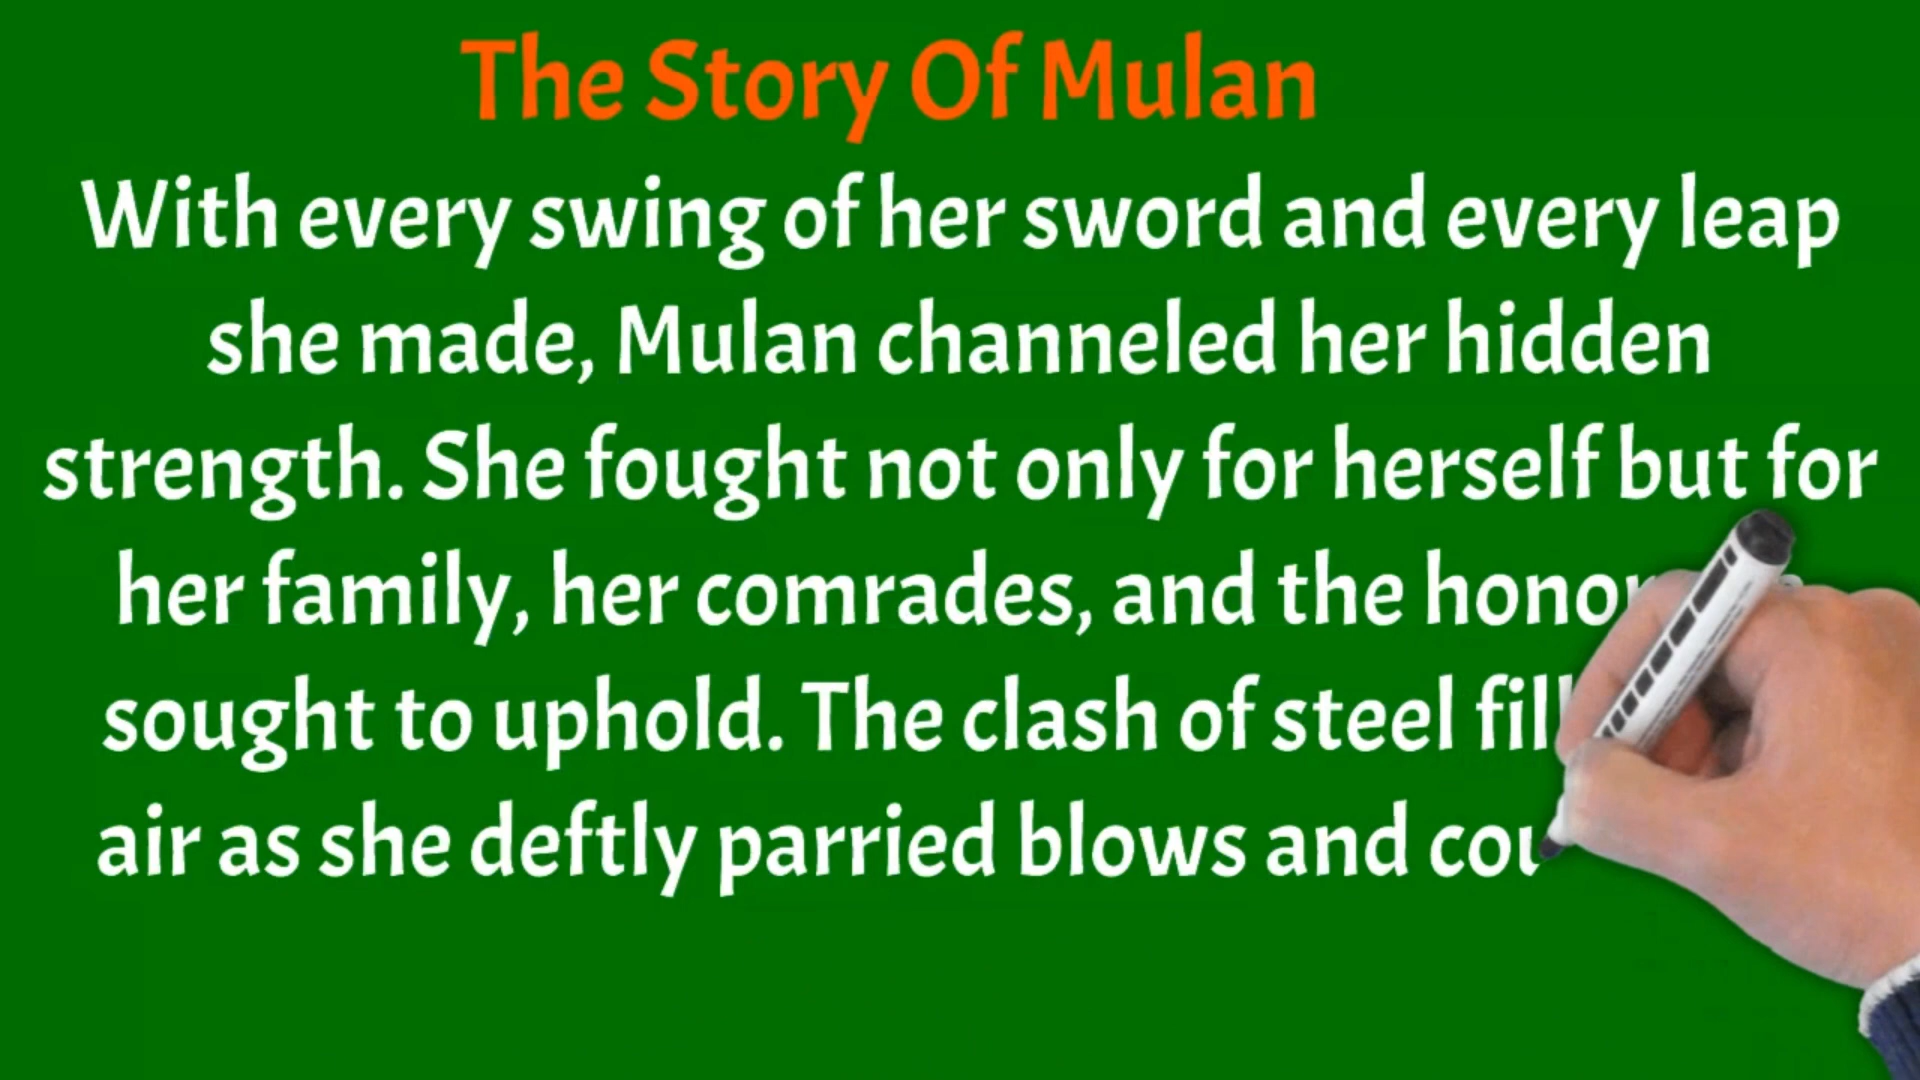 The Story Of Mulan
With every swing of her sword and every leap
she made, Mulan channeled her hidden
strength. She fought not only for herself but for
her family, her comrades, and the honor
sought to uphold. The clash of steel
air as she deftly parried blows and